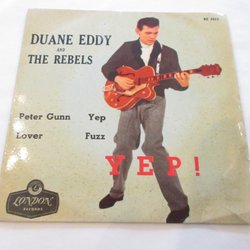 DUANE EDDY
AND
THE REBELS
Peter Gunn Yep
Lover Fuzz
YEP!
LONDON
RECORDS